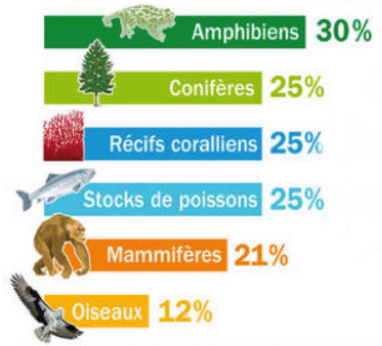 Amphibiens 30%
Conifères 25%
Récifs coralliens 25%
Stocks de poissons 25%
Mammifères 21%
Oiseaux 12%